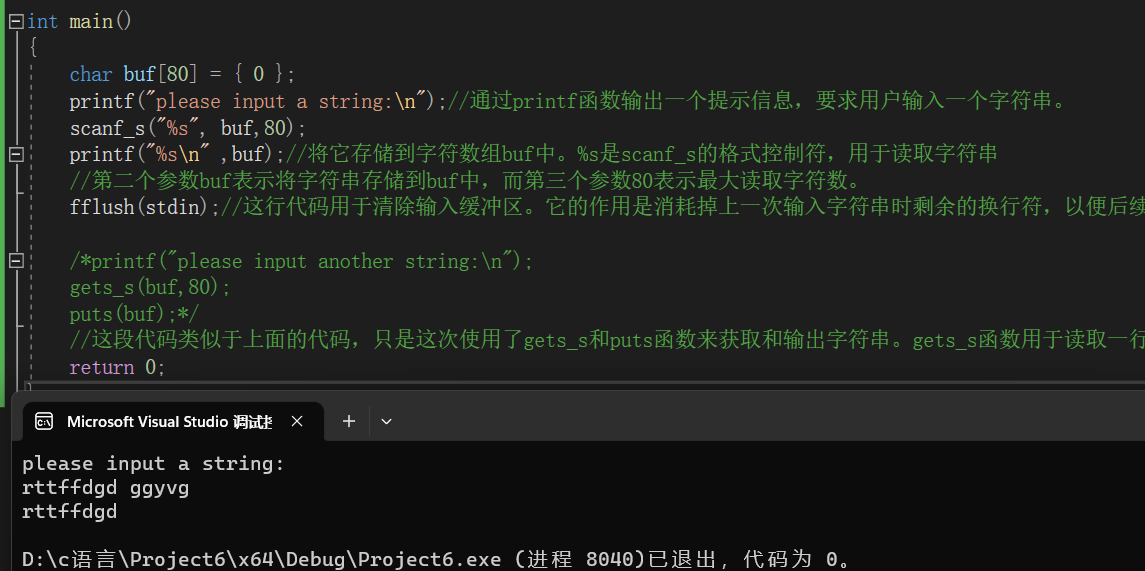 int main()
{
char buf[80] = { 0 };
printf("please input a string:\n");//通过printf函数输出一个提示信息，要求用户输入一个字符串。
scanf_s("%s", buf,80);
printf("%s\n" ,buf);//将它存储到字符数组buf中。%s是scanf_s的格式控制符，用于读取字符串
//第二个参数buf表示将字符串存储到buf中，而第三个参数80表示最大读取字符数。
fflush(stdin);//这行代码用于清除输入缓冲区。它的作用是消耗掉上一次输入字符串时剩余的换行符，以便后续
/*printf("please input another string:\n");
gets_s(buf,80);
puts(buf);*/
//这段代码类似于上面的代码，只是这次使用了gets_s和puts函数来获取和输出字符串。gets_s函数用于读取一行
return 0;
Microsoft Visual Studio 调试
please input a string:
rttffdgd ggyvg
rttffdgd
D:\c语言\Project6\x64\Debug\Project6.exe (进程 8040)已退出，代码为 0。